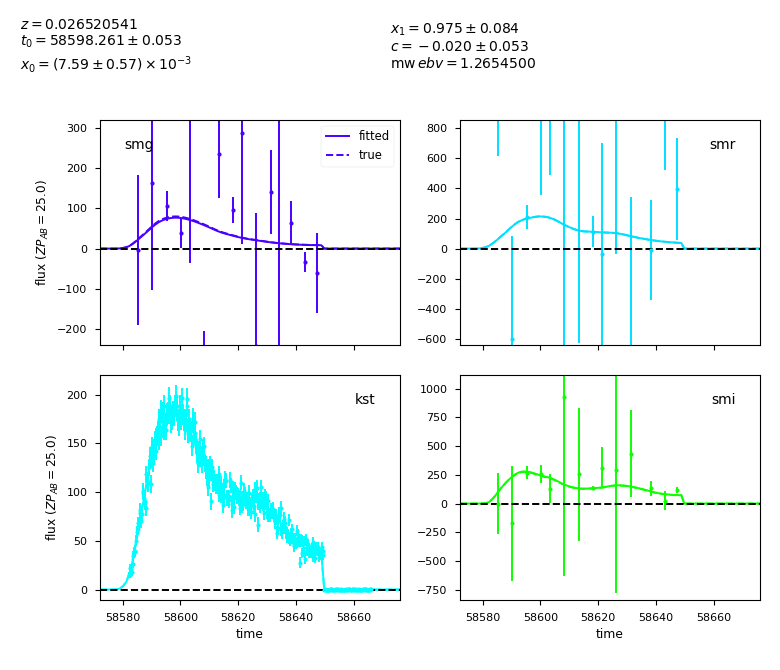 z = 0.026520541
t₀ = 58598.261 ± 0.053
x₀ = (7.59 ± 0.57) × 10⁻³
x₁ = 0.975 ± 0.084
c = −0.020 ± 0.053
mwebv = 1.2654500
smg
fitted
true
300
200
100
0
−100
−200
flux (ZP_AB = 25.0)
smr
800
600
400
200
0
−200
−400
−600
kst
200
150
100
50
0
flux (ZP_AB = 25.0)
58580 58600 58620 58640 58660
time
smi
1000
750
500
250
0
−250
−500
−750
58580 58600 58620 58640 58660
time